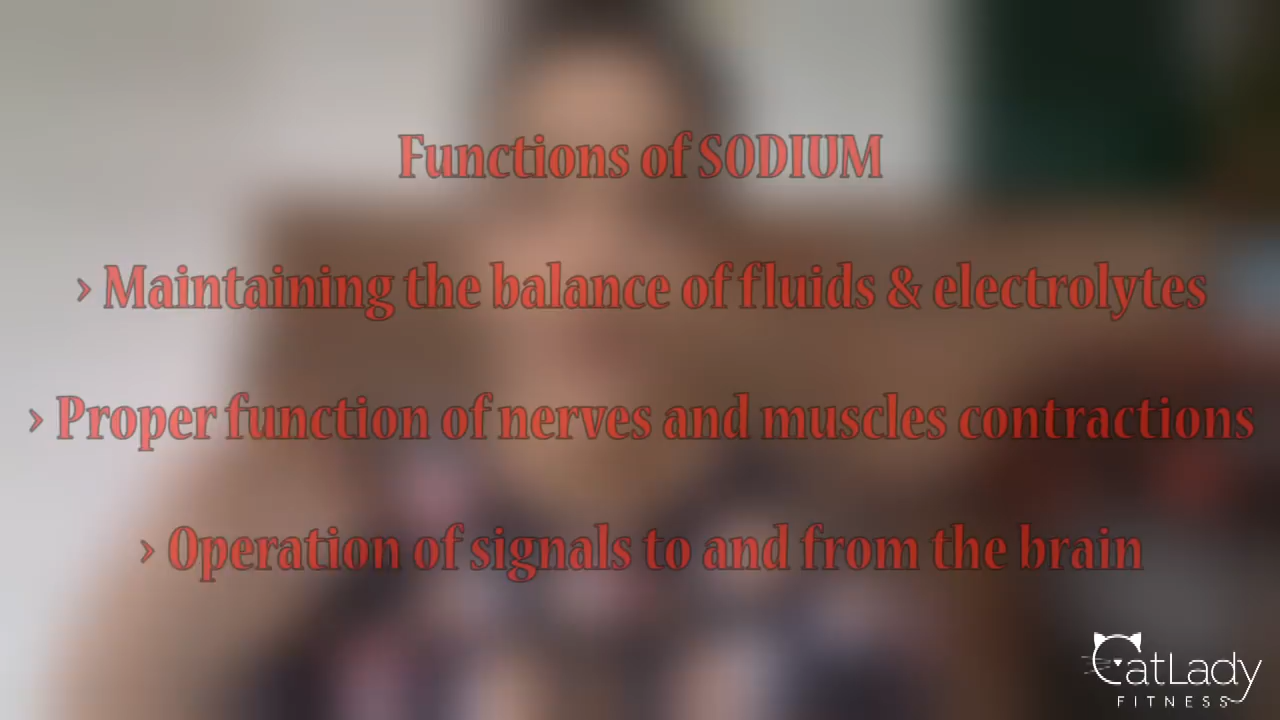 Functions of SODIUM
› Maintaining the balance of fluids & electrolytes
› Proper function of nerves and muscles contractions
› Operation of signals to and from the brain
CatLady
FITNESS